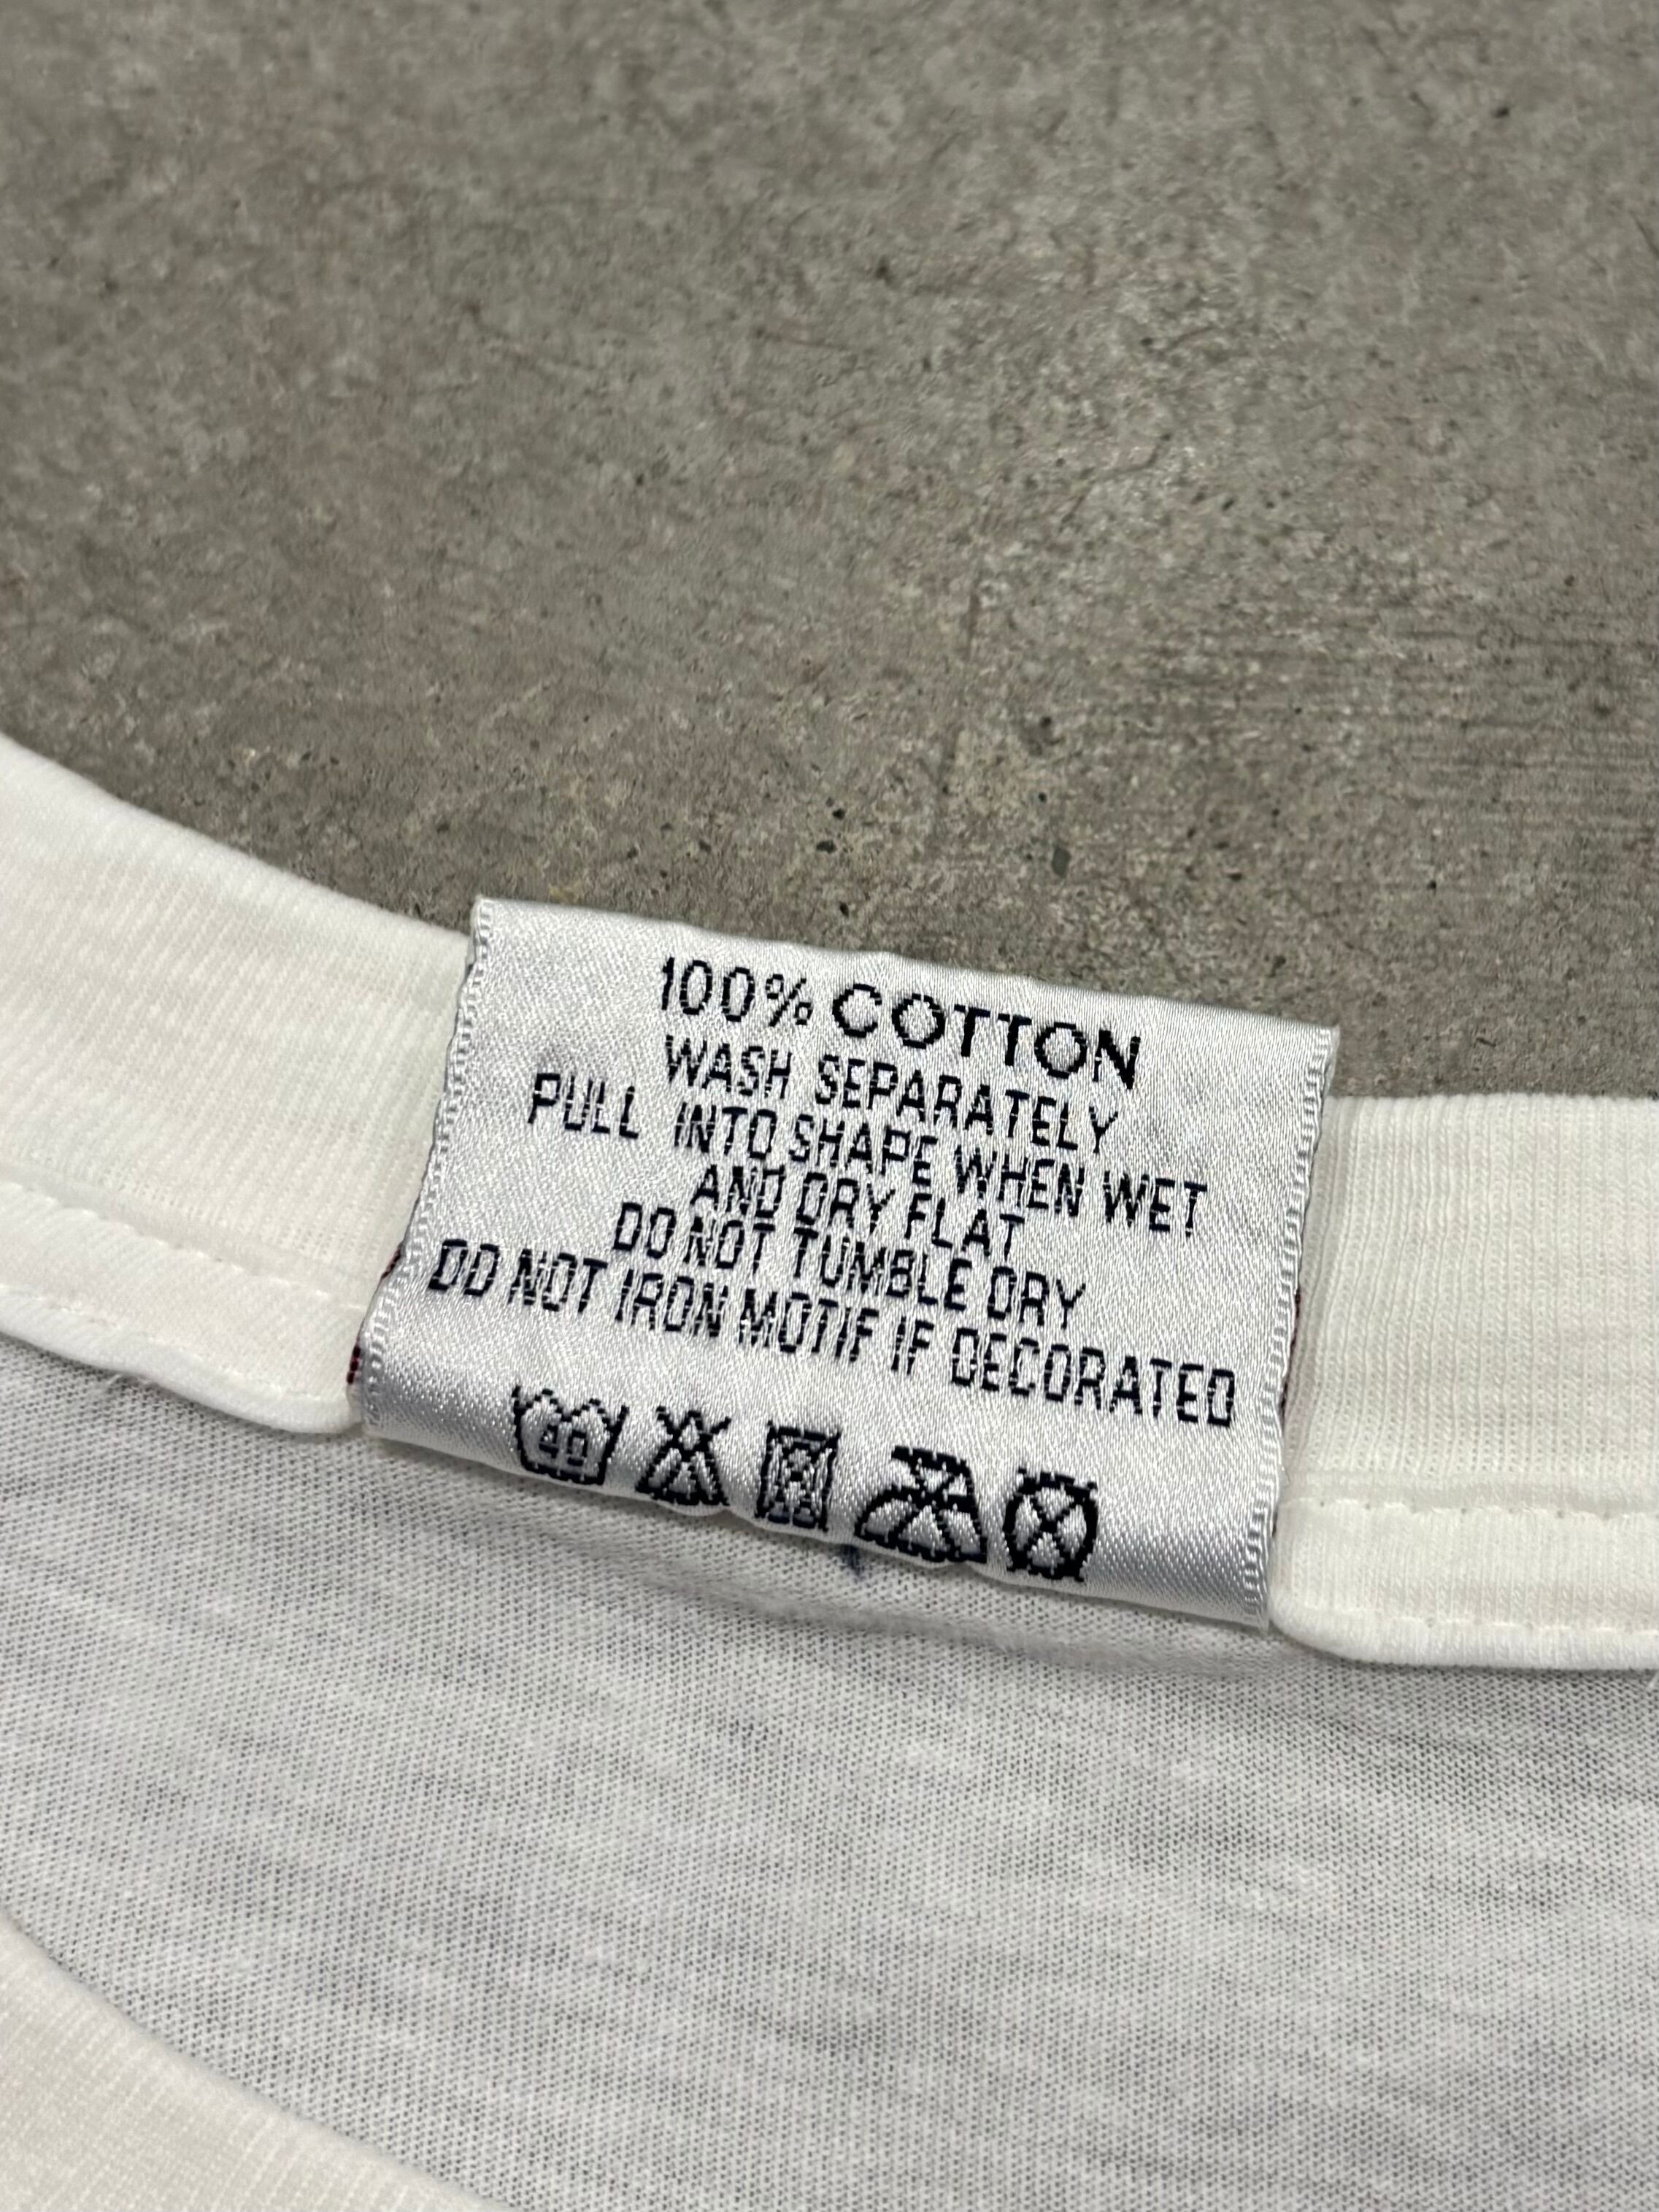 100% COTTON
WASH SEPARATELY
PULL INTO SHAPE WHEN WET
AND DRY FLAT
DO NOT TUMBLE DRY
DO NOT IRON MOTIF IF DECORATED
40